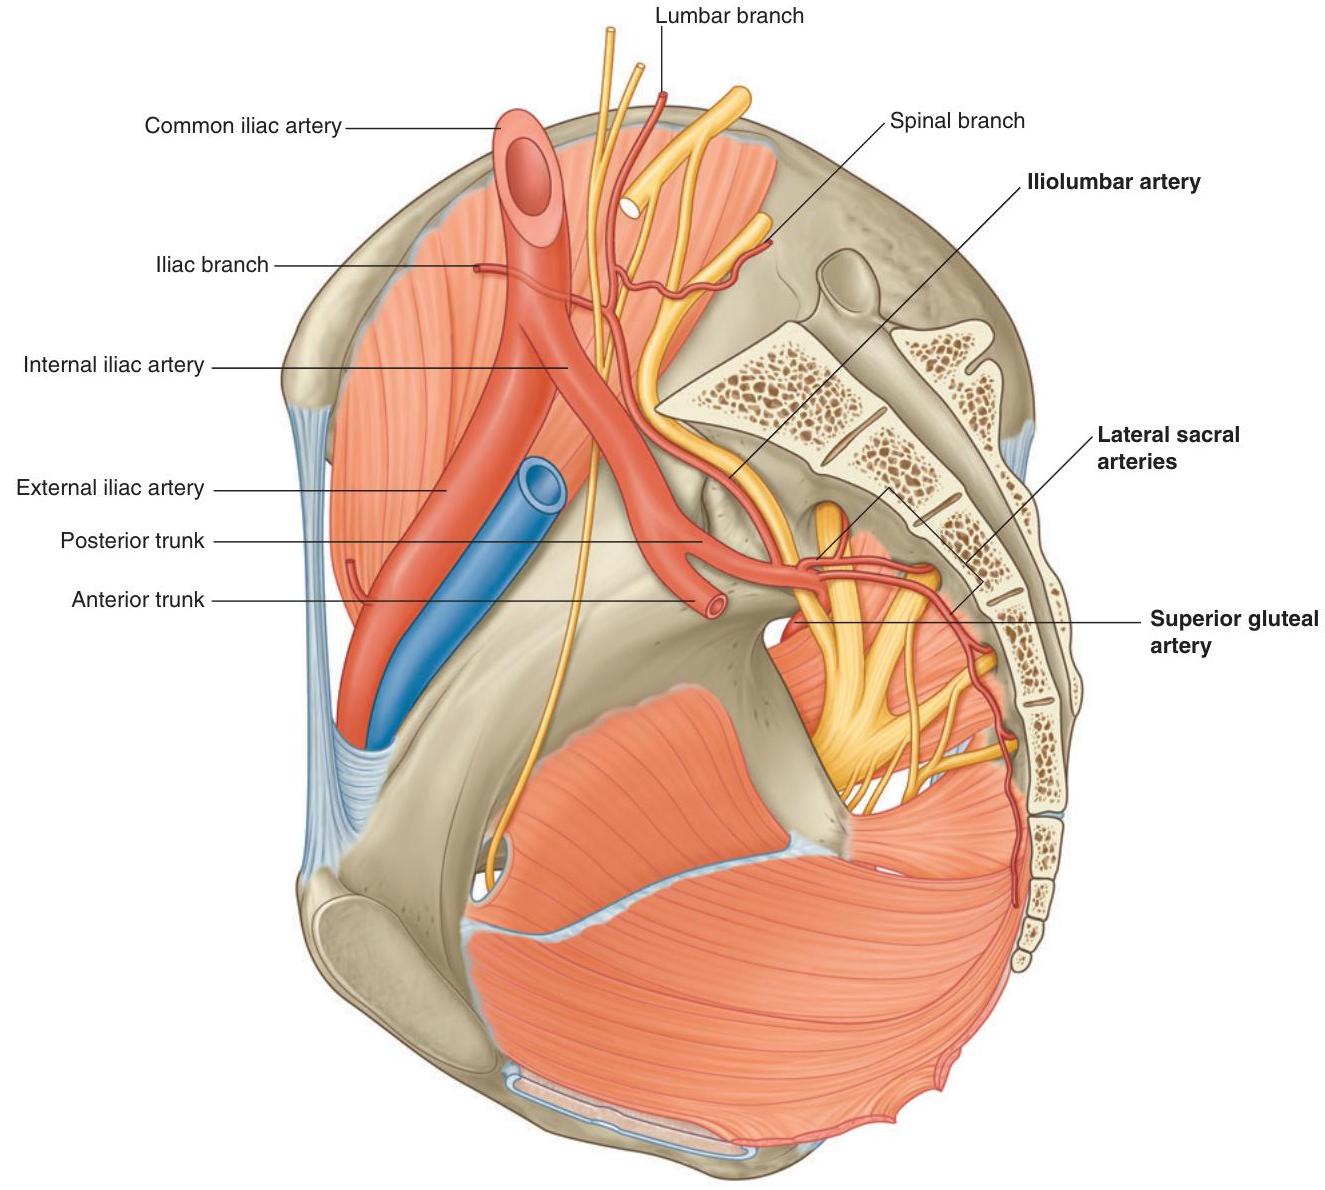 Lumbar branch
Common iliac artery
Spinal branch
Iliolumbar artery
Iliac branch
Internal iliac artery
Lateral sacral
arteries
External iliac artery
Posterior trunk
Anterior trunk
Superior gluteal
artery